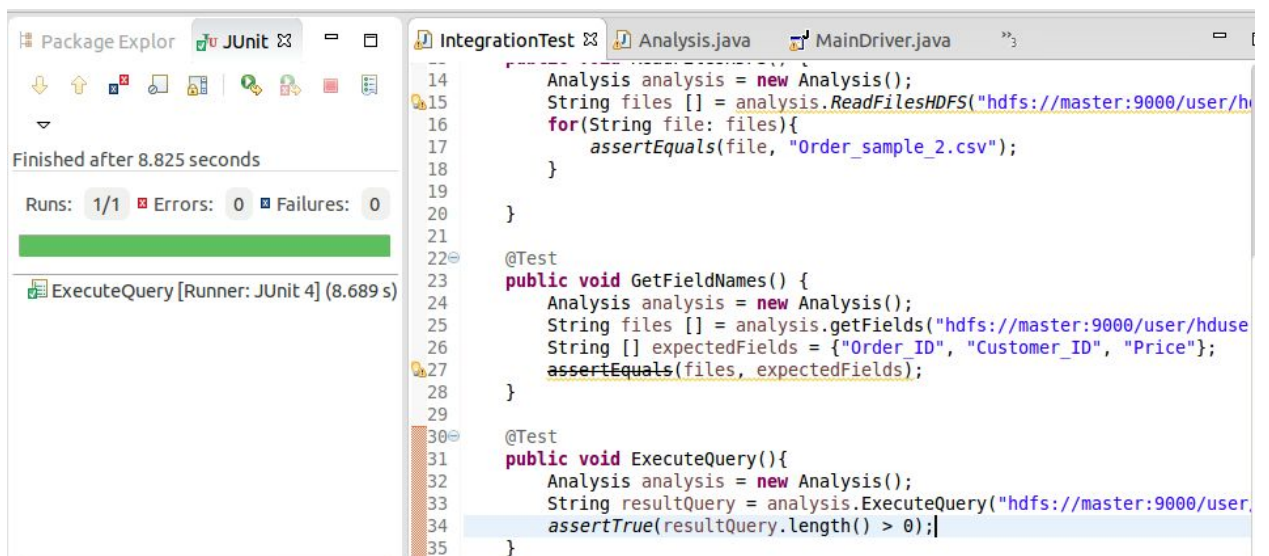 Package Explor JUnit
Finished after 8.825 seconds
Runs: 1/1 Errors: 0 Failures: 0
ExecuteQuery [Runner: JUnit 4] (8.689 s)
IntegrationTest Analysis.java MainDriver.java »3
14 Analysis analysis = new Analysis();
15 String files [] = analysis.ReadFilesHDFS("hdfs://master:9000/user/h
16 for(String file: files){
17 assertEquals(file, "Order_sample_2.csv");
18 }
19
20 }
21
22 @Test
23 public void GetFieldNames() {
24 Analysis analysis = new Analysis();
25 String files [] = analysis.getFields("hdfs://master:9000/user/hduse
26 String [] expectedFields = {"Order_ID", "Customer_ID", "Price"};
27 assertEquals(files, expectedFields);
28 }
29
30 @Test
31 public void ExecuteQuery(){
32 Analysis analysis = new Analysis();
33 String resultQuery = analysis.ExecuteQuery("hdfs://master:9000/user/
34 assertTrue(resultQuery.length() > 0);
35 }